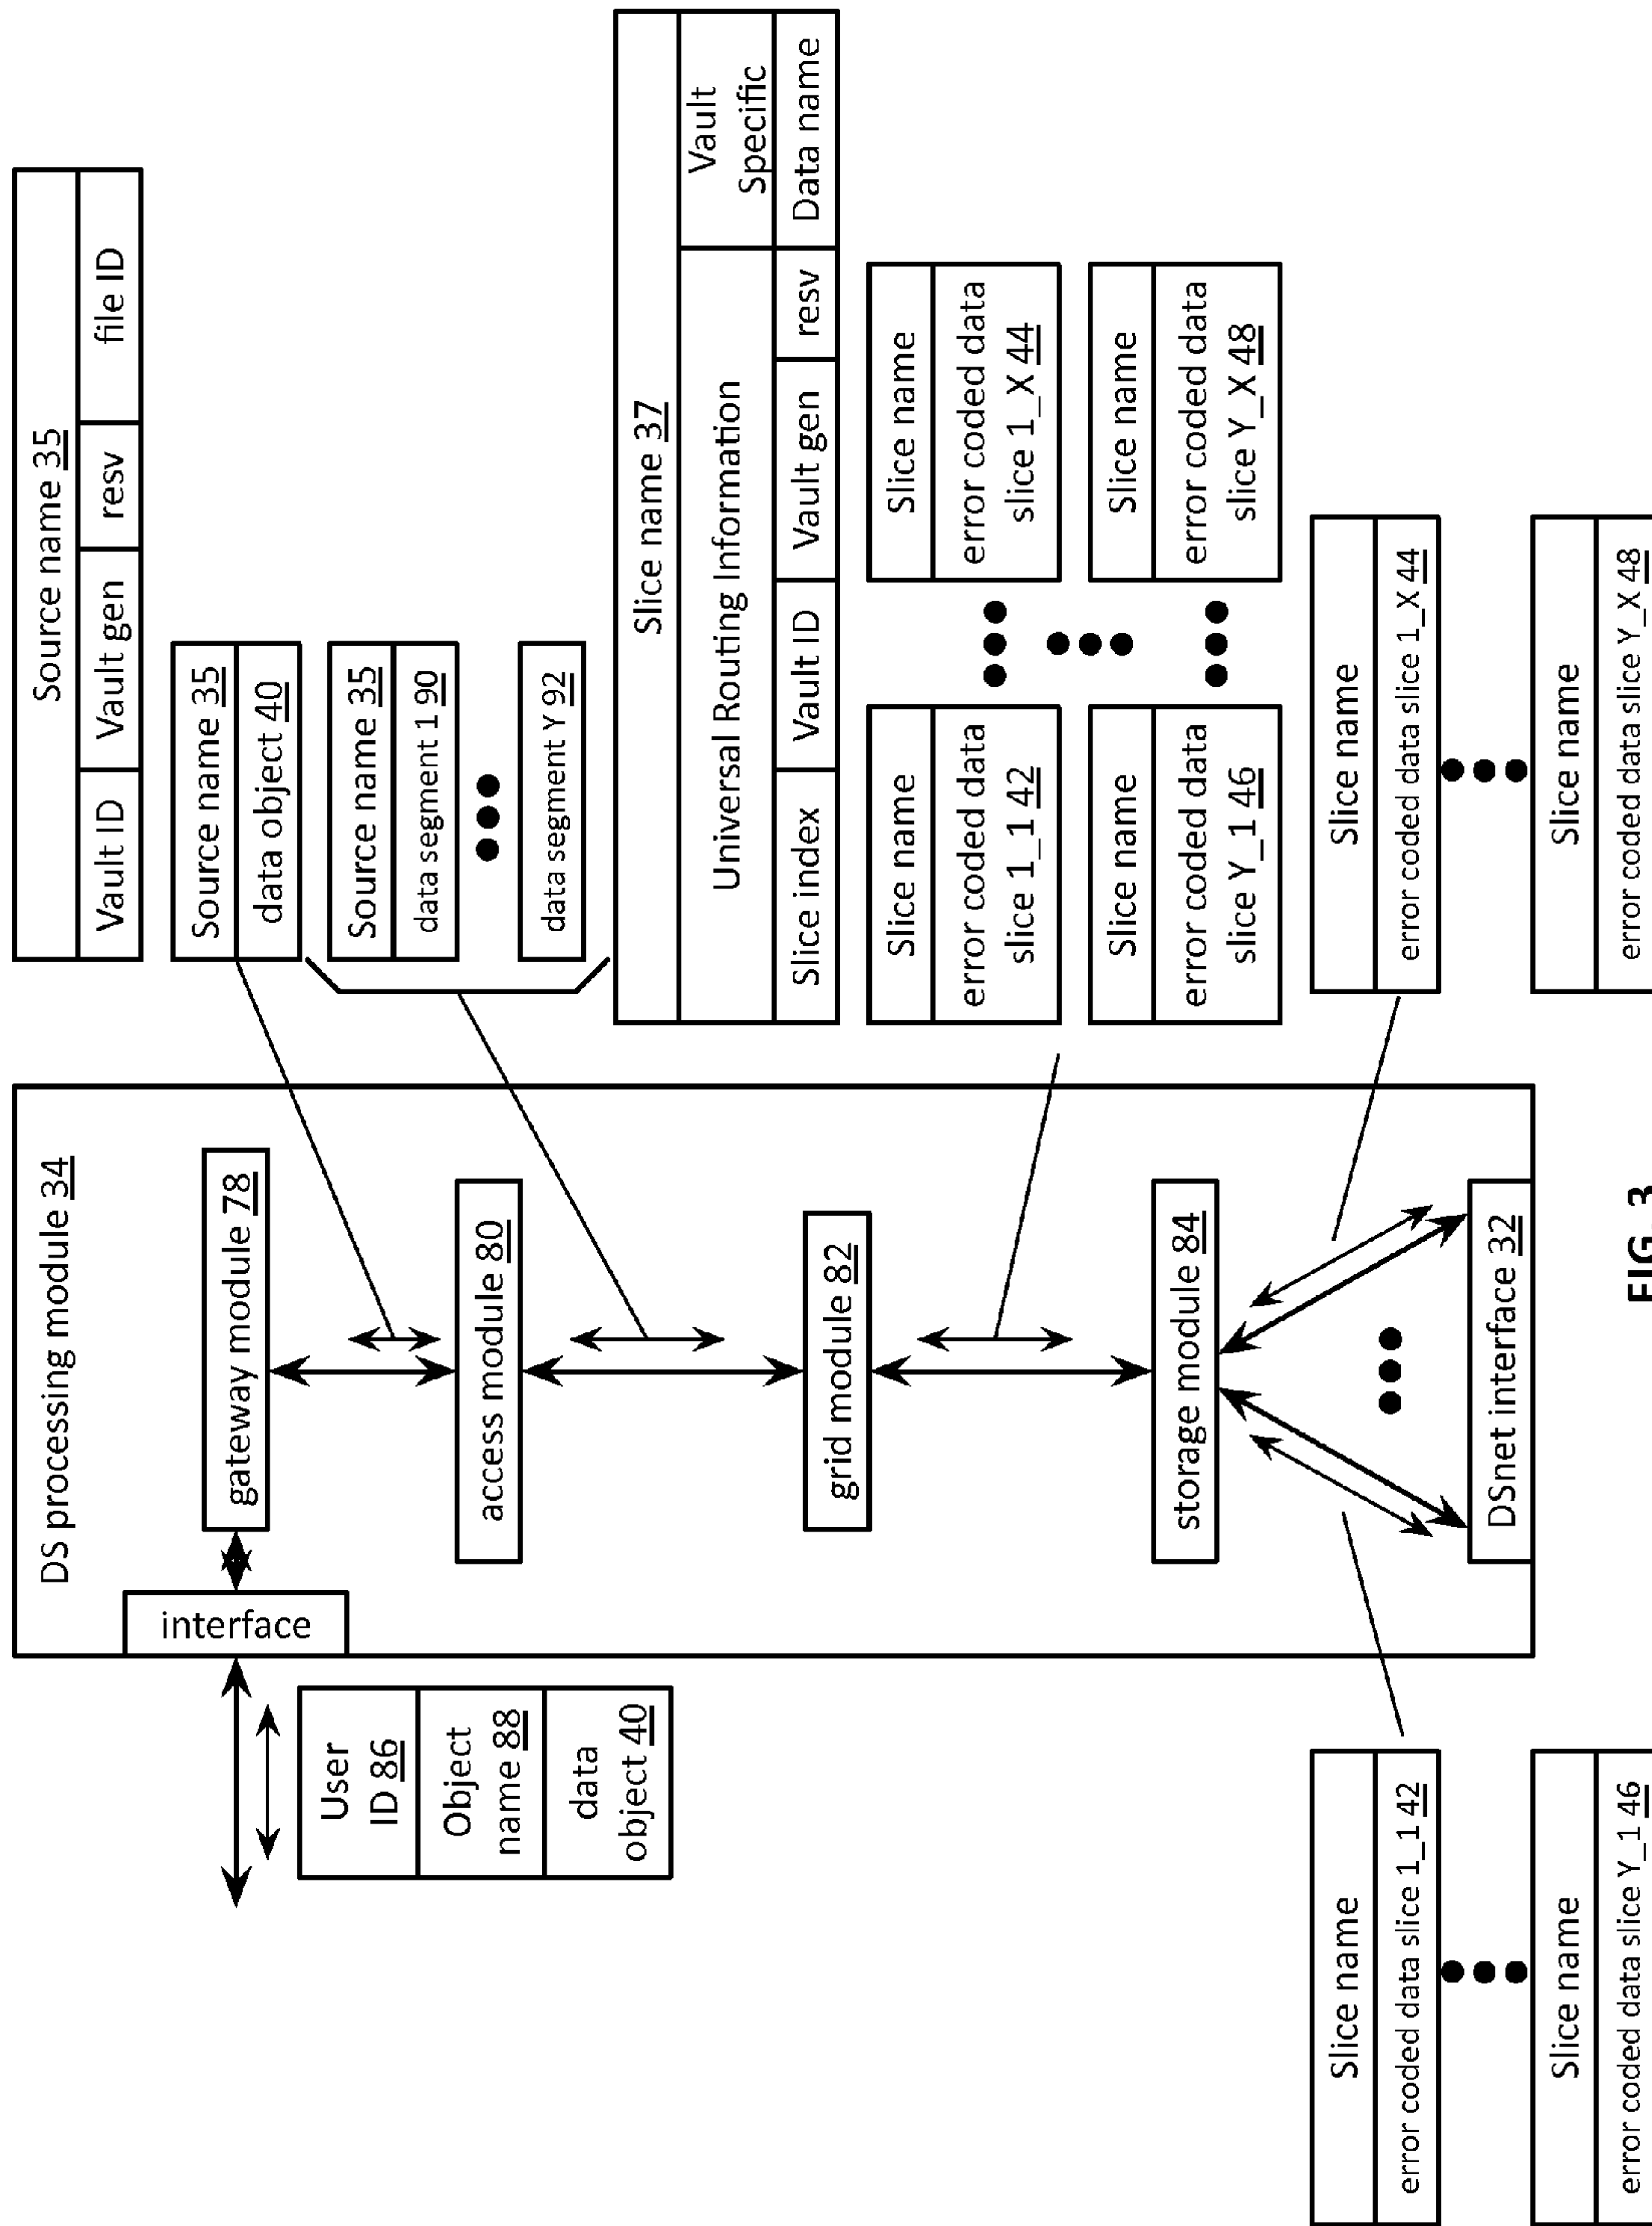 DS processing module 34
interface
gateway module 78
access module 80
grid module 82
storage module 84
DSnet interface 32
User
ID 86
Object
name 88
data
object 40
Source name 35
Vault ID
Vault gen
resv
file ID
Source name 35
data object 40
Source name 35
data segment 1 90
data segment Y 92
Slice name 37
Universal Routing Information
Vault
Specific
Slice index
Vault ID
Vault gen
resv
Data name
Slice name
error coded data
slice 1_1 42
Slice name
error coded data
slice 1_X 44
Slice name
error coded data
slice Y_1 46
Slice name
error coded data
slice Y_X 48
Slice name
error coded data slice 1_1 42
Slice name
error coded data slice Y_1 46
Slice name
error coded data slice 1_X 44
Slice name
error coded data slice Y_X 48
FIG. 3